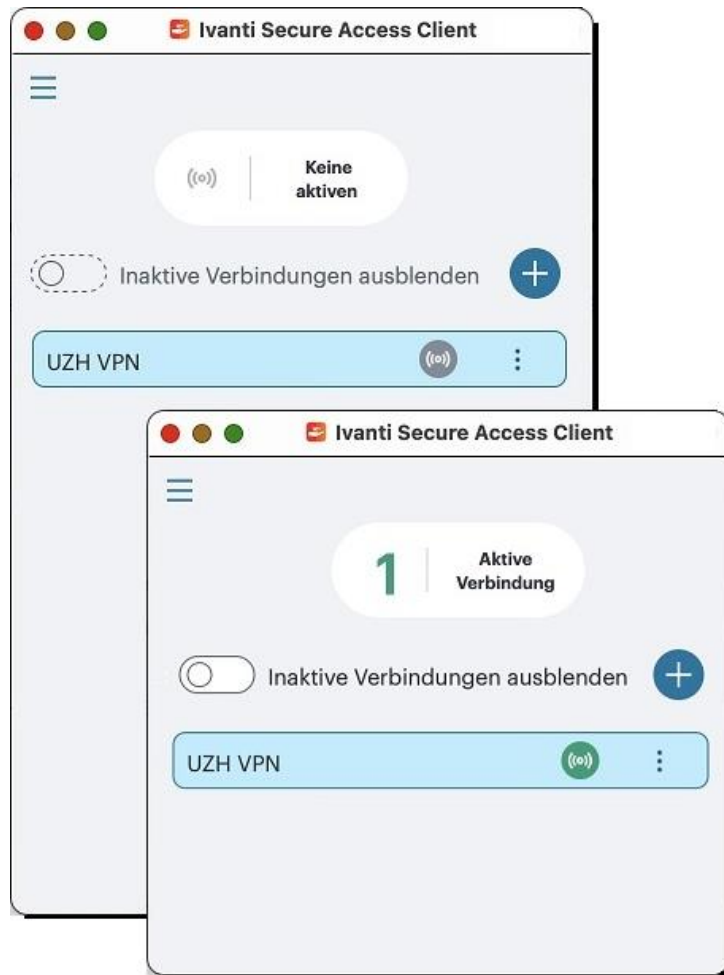 Ivanti Secure Access Client
Keine
aktiven
Inaktive Verbindungen ausblenden
UZH VPN
Ivanti Secure Access Client
1
Aktive
Verbindung
Inaktive Verbindungen ausblenden
UZH VPN